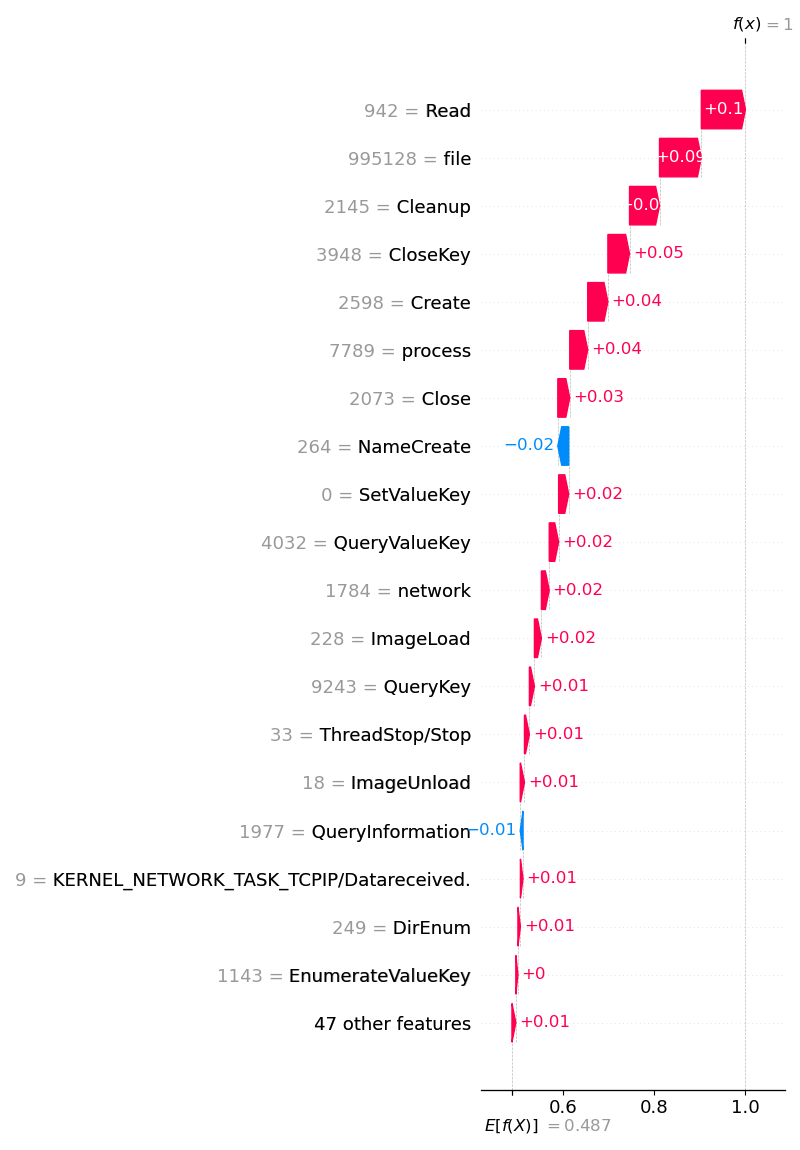 f(x) = 1
942 = Read +0.1
995128 = file +0.09
2145 = Cleanup
3948 = CloseKey +0.05
2598 = Create +0.04
7789 = process +0.04
2073 = Close +0.03
264 = NameCreate −0.02
0 = SetValueKey +0.02
4032 = QueryValueKey +0.02
1784 = network +0.02
228 = ImageLoad +0.02
9243 = QueryKey +0.01
33 = ThreadStop/Stop +0.01
18 = ImageUnload +0.01
1977 = QueryInformation −0.01
9 = KERNEL_NETWORK_TASK_TCPIP/Datareceived. +0.01
249 = DirEnum +0.01
1143 = EnumerateValueKey +0
47 other features +0.01
0.6 0.8 1.0
E[f(X)] = 0.487